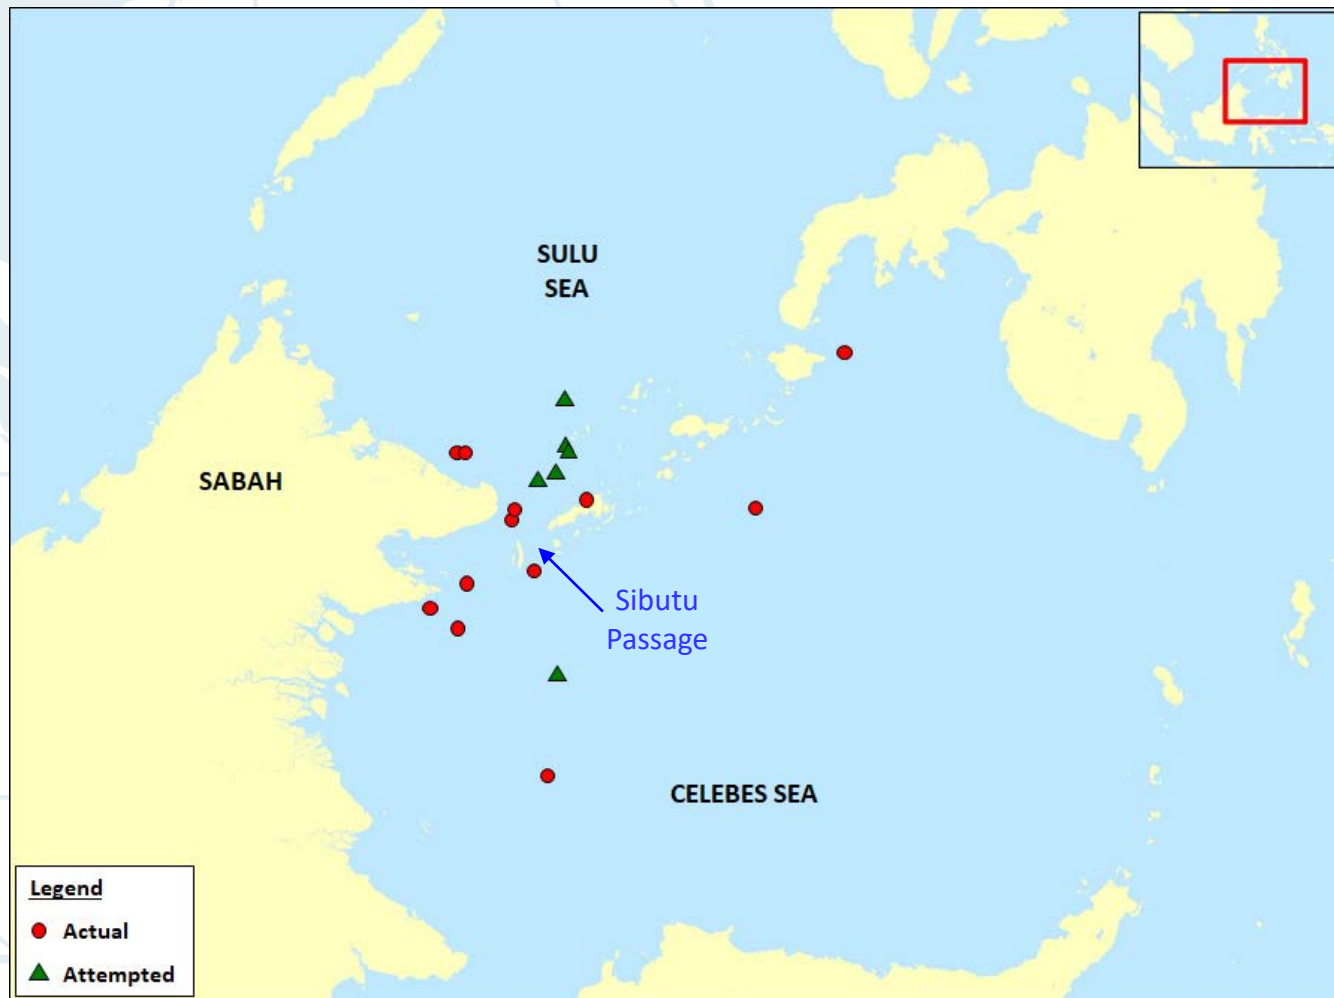 SULU
SEA
SABAH
Sibutu
Passage
CELEBES SEA
Legend
Actual
Attempted